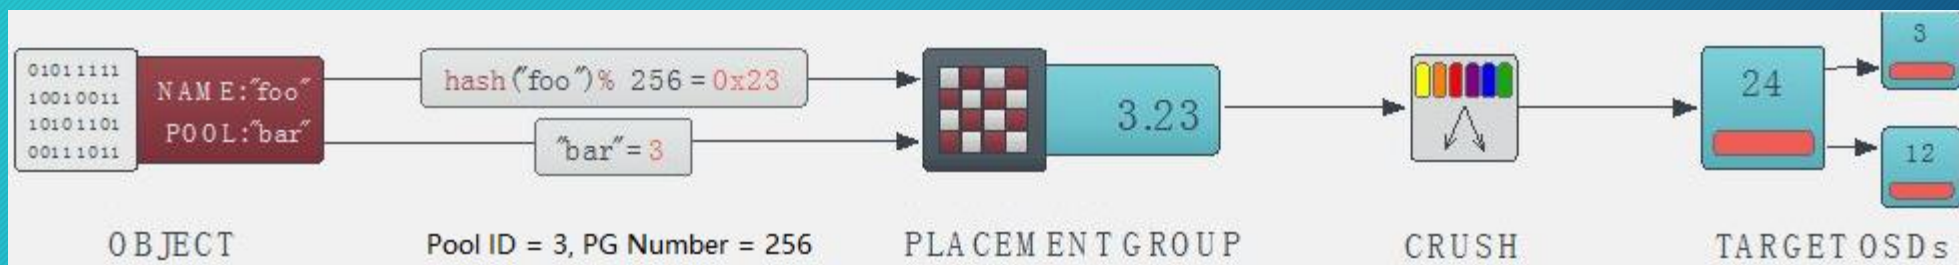 01011111
10010011
10101101
00111011
NAME:"foo"
POOL:"bar"
hash("foo")% 256 = 0x23
"bar"= 3
3.23
24
3
12
OBJECT
Pool ID = 3, PG Number = 256
PLACEMENT GROUP
CRUSH
TARGET OSDs